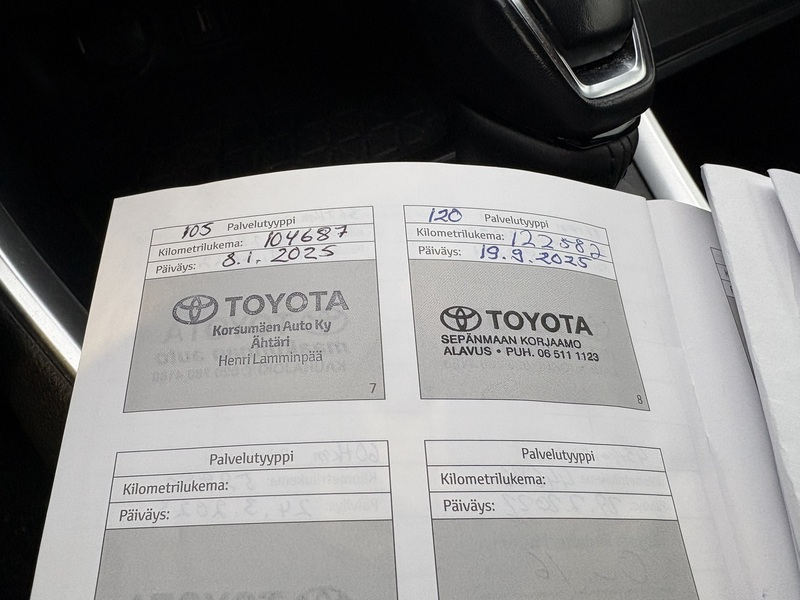 105 Palvelutyyppi
Kilometrilukema: 104687
Päiväys: 8.1. 2025
TOYOTA
Korsumäen Auto Ky
Ähtäri
Henri Lamminpää
7
120 Palvelutyyppi
Kilometrilukema: 122582
Päiväys: 19.9.2025
TOYOTA
SEPÄNMAAN KORJAAMO
ALAVUS • PUH. 06 511 1123
8
Palvelutyyppi
Kilometrilukema:
Päiväys:
Palvelutyyppi
Kilometrilukema:
Päiväys: